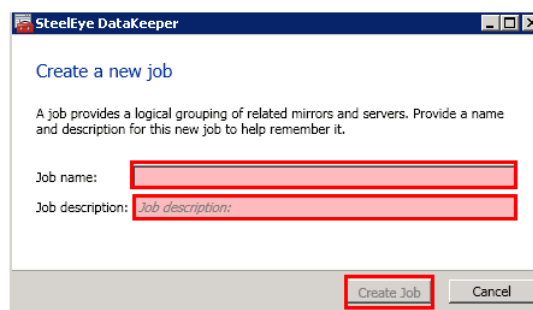 SteelEye DataKeeper
Create a new job
A job provides a logical grouping of related mirrors and servers. Provide a name
and description for this new job to help remember it.
Job name:
Job description: Job description:
Create Job Cancel